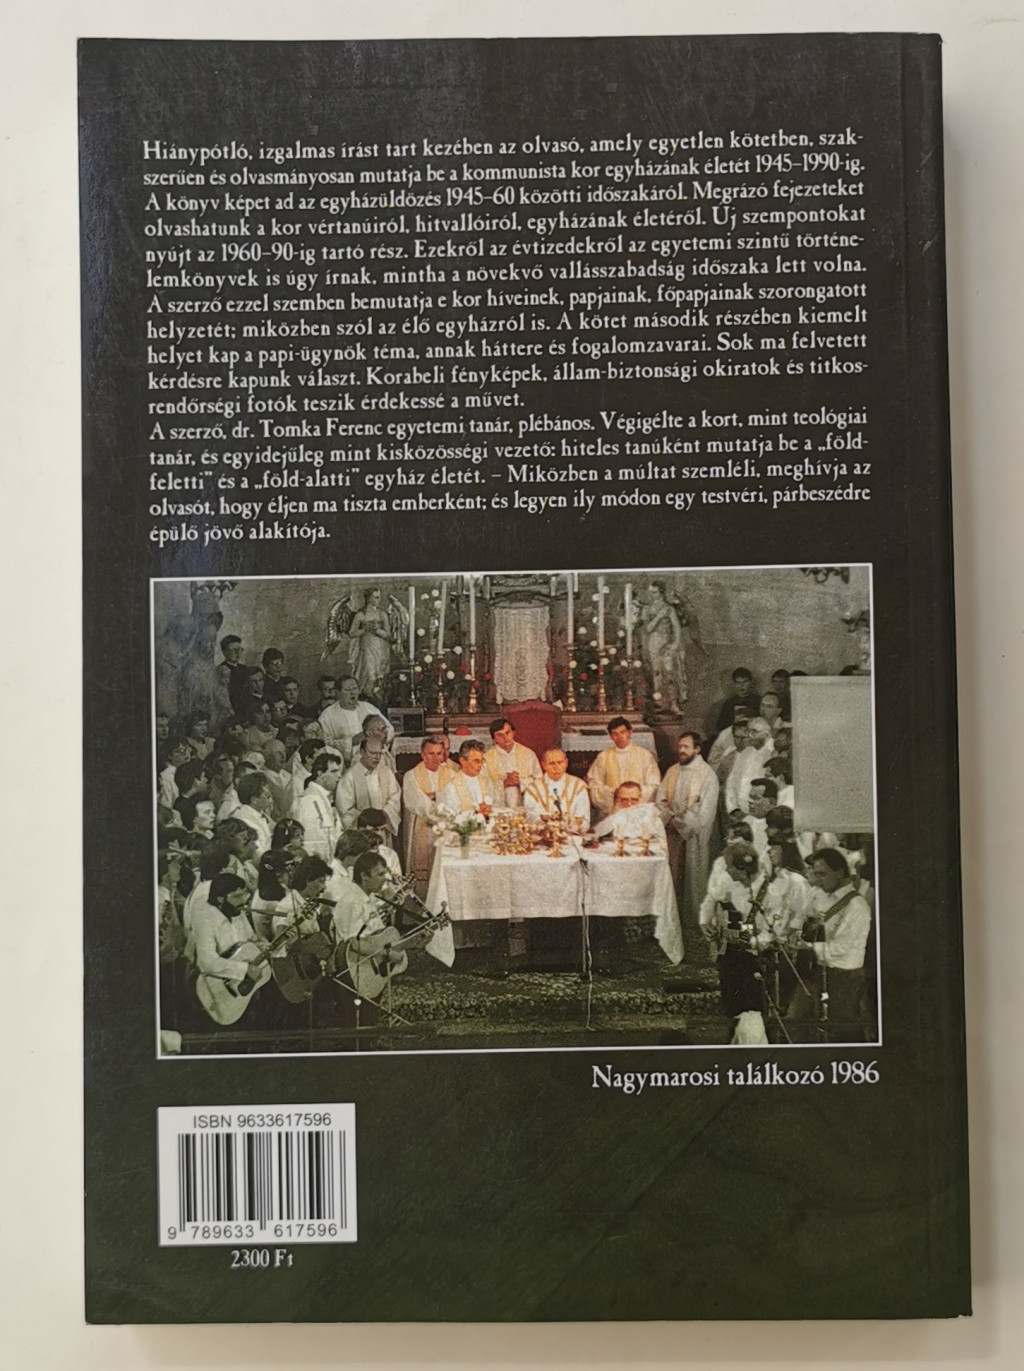 Hiánypótló, izgalmas írást tart kezében az olvasó, amely egyetlen kötetben, szak-
szerűen és olvasmányosan mutatja be a kommunista kor egyházának életét 1945-1990-ig.
A könyv képet ad az egyházüldözés 1945-60 közötti időszakáról. Megrázó fejezeteket
olvashatunk a kor vértanúiról, hitvallóiról, egyházának életéről. Új szempontokat
nyújt az 1960-90-ig tartó rész. Ezekről az évtizedekről az egyetemi szintű történe-
lemkönyvek is úgy írnak, mintha a növekvő vallásszabadság időszaka lett volna.
A szerző ezzel szemben bemutatja e kor híveinek, papjainak, főpapjainak szorongatott
helyzetét; miközben szól az élő egyházról is. A kötet második részében kiemelt
helyet kap a papi-ügynök téma, annak háttere és fogalomzavarai. Sok ma felvetett
kérdésre kapunk választ. Korabeli fényképek, állam-biztonsági okiratok és titkos-
rendőrségi fotók teszik érdekessé a művet.
A szerző, dr. Tomka Ferenc egyetemi tanár, plébános. Végigélte a kort, mint teológiai
tanár, és egyidejűleg mint kisközösségi vezető: hiteles tanúként mutatja be a „föld-
feletti" és a „föld-alatti" egyház életét. – Miközben a múltat szemléli, meghívja az
olvasót, hogy éljen ma tiszta emberként; és legyen ily módon egy testvéri, párbeszédre
épülő jövő alakítója.
Nagymarosi találkozó 1986
ISBN 9633617596
9 789633 617596
2300 Ft